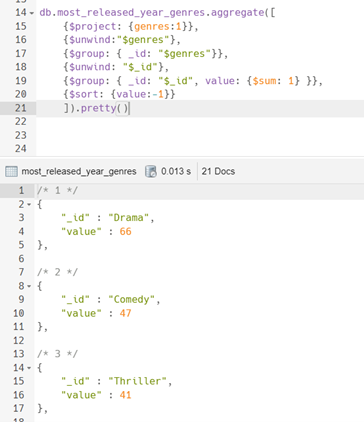 14 db.most_released_year_genres.aggregate([
15 {$project: {genres:1}},
16 {$unwind:"$genres"},
17 {$group: { _id: "$genres"}},
18 {$unwind: "$_id"},
19 {$group: { _id: "$_id", value: {$sum: 1} }},
20 {$sort: {value:-1}}
21 ]).pretty()
22
23
24
most_released_year_genres 0.013 s 21 Docs
1 /* 1 */
2 {
3 "_id" : "Drama",
4 "value" : 66
5 },
6
7 /* 2 */
8 {
9 "_id" : "Comedy",
10 "value" : 47
11 },
12
13 /* 3 */
14 {
15 "_id" : "Thriller",
16 "value" : 41
17 },